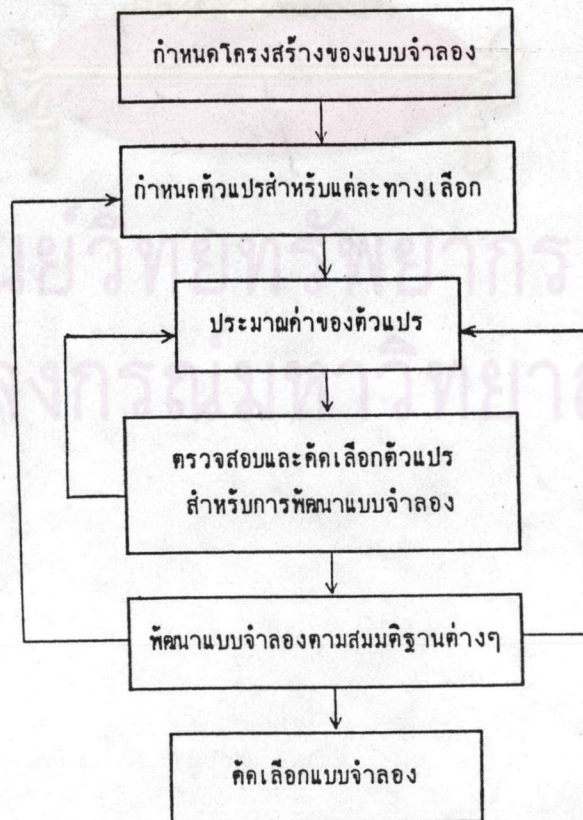 กำหนดโครงสร้างของแบบจำลอง
กำหนดตัวแปรสำหรับแต่ละทางเลือก
ประมาณค่าของตัวแปร
ตรวจสอบและคัดเลือกตัวแปร
สำหรับการพัฒนาแบบจำลอง
พัฒนาแบบจำลองตามสมมติฐานต่างๆ
คัดเลือกแบบจำลอง